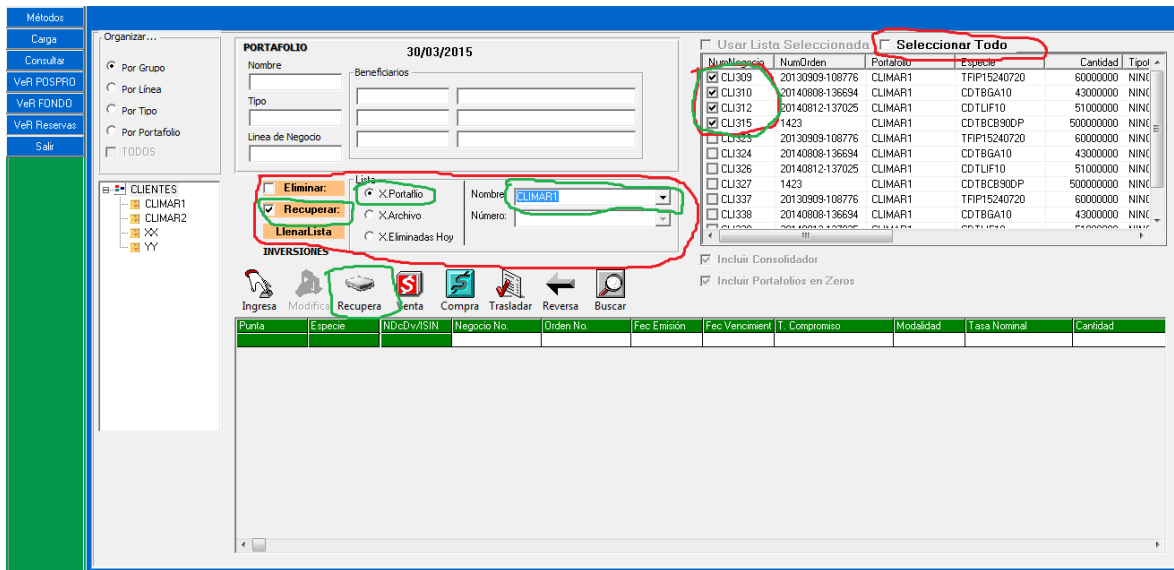 Métodos
Carga
Consultar
VeR POSPRO
VeR FONDO
VeR Reservas
Salir
Organizar...
Por Grupo
Por Línea
Por Tipo
Por Portafolio
TODOS
CLIENTES
CLIMAR1
CLIMAR2
XX
YY
PORTAFOLIO 30/03/2015
Nombre
Beneficiarios
Tipo
Linea de Negocio
Eliminar:
Recuperar:
LlenarLista
Lista
X.Portaflio
X.Archivo
X.Eliminadas Hoy
Nombre: CLIMAR1
Número:
INVERSIONES
Usar Lista Seleccionada Seleccionar Todo
NumNegocio NumOrden Portafolio Especie Cantidad
CLI309 20130909-108776 CLIMAR1 TFIP15240720 60000000
CLI310 20140808-136694 CLIMAR1 CDTBGA10 43000000
CLI312 20140812-137025 CLIMAR1 CDTLIF10 51000000
CLI315 1423 CLIMAR1 CDTBCB90DP 500000000
CLI323 20130909-108776 CLIMAR1 TFIP15240720 60000000
CLI324 20140808-136694 CLIMAR1 CDTBGA10 43000000
CLI326 20140812-137025 CLIMAR1 CDTLIF10 51000000
CLI327 1423 CLIMAR1 CDTBCB90DP 500000000
CLI337 20130909-108776 CLIMAR1 TFIP15240720 60000000
CLI338 20140808-136694 CLIMAR1 CDTBGA10 43000000
Incluir Consolidador
Incluir Portafolios en Zeros
Ingresa Modifica Recupera Venta Compra Trasladar Reversa Buscar
Punta Especie NDcDv/ISIN Negocio No. Orden No. Fec Emisión Fec Vencimient T. Compromiso Modalidad Tasa Nominal Cantidad